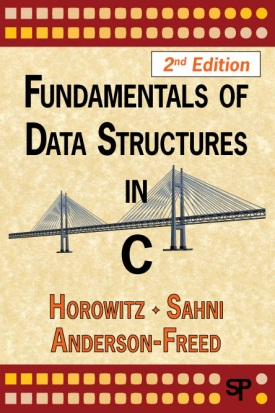 2nd Edition
FUNDAMENTALS OF
DATA STRUCTURES
IN
C
HOROWITZ • SAHNI
ANDERSON-FREED
SP